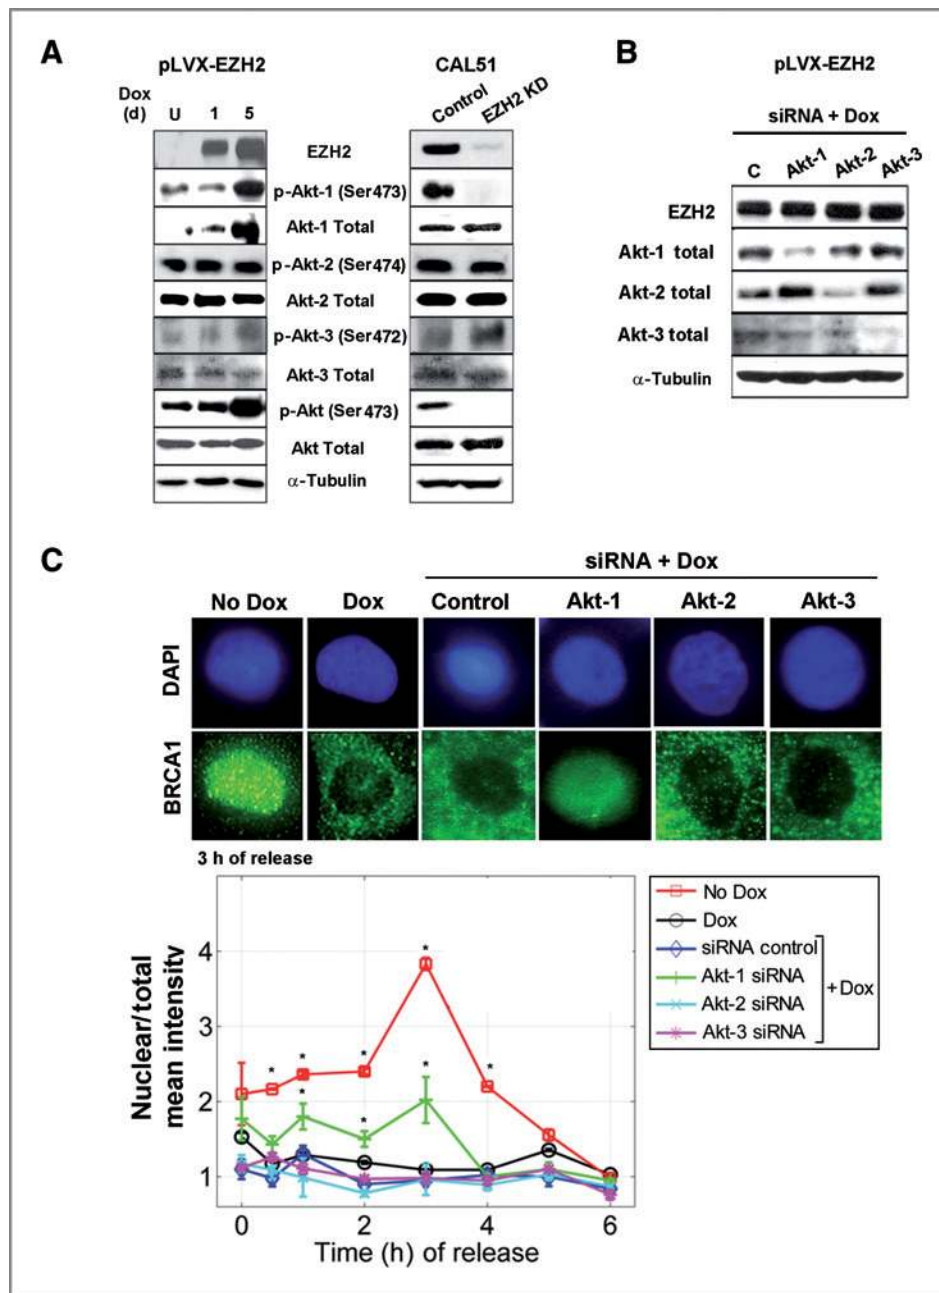 A
pLVX-EZH2
CAL51
Dox
(d)
U 1 5
Control
EZH2 KD
EZH2
p-Akt-1 (Ser473)
Akt-1 Total
p-Akt-2 (Ser474)
Akt-2 Total
p-Akt-3 (Ser472)
Akt-3 Total
p-Akt (Ser473)
Akt Total
α-Tubulin
B
pLVX-EZH2
siRNA + Dox
C Akt-1 Akt-2 Akt-3
EZH2
Akt-1 total
Akt-2 total
Akt-3 total
α-Tubulin
C
siRNA + Dox
No Dox Dox Control Akt-1 Akt-2 Akt-3
DAPI
BRCA1
3 h of release
Nuclear/total
mean intensity
4
3
2
1
0 2 4 6
Time (h) of release
* * * * * * * *
No Dox
Dox
siRNA control
Akt-1 siRNA
Akt-2 siRNA
Akt-3 siRNA
+Dox